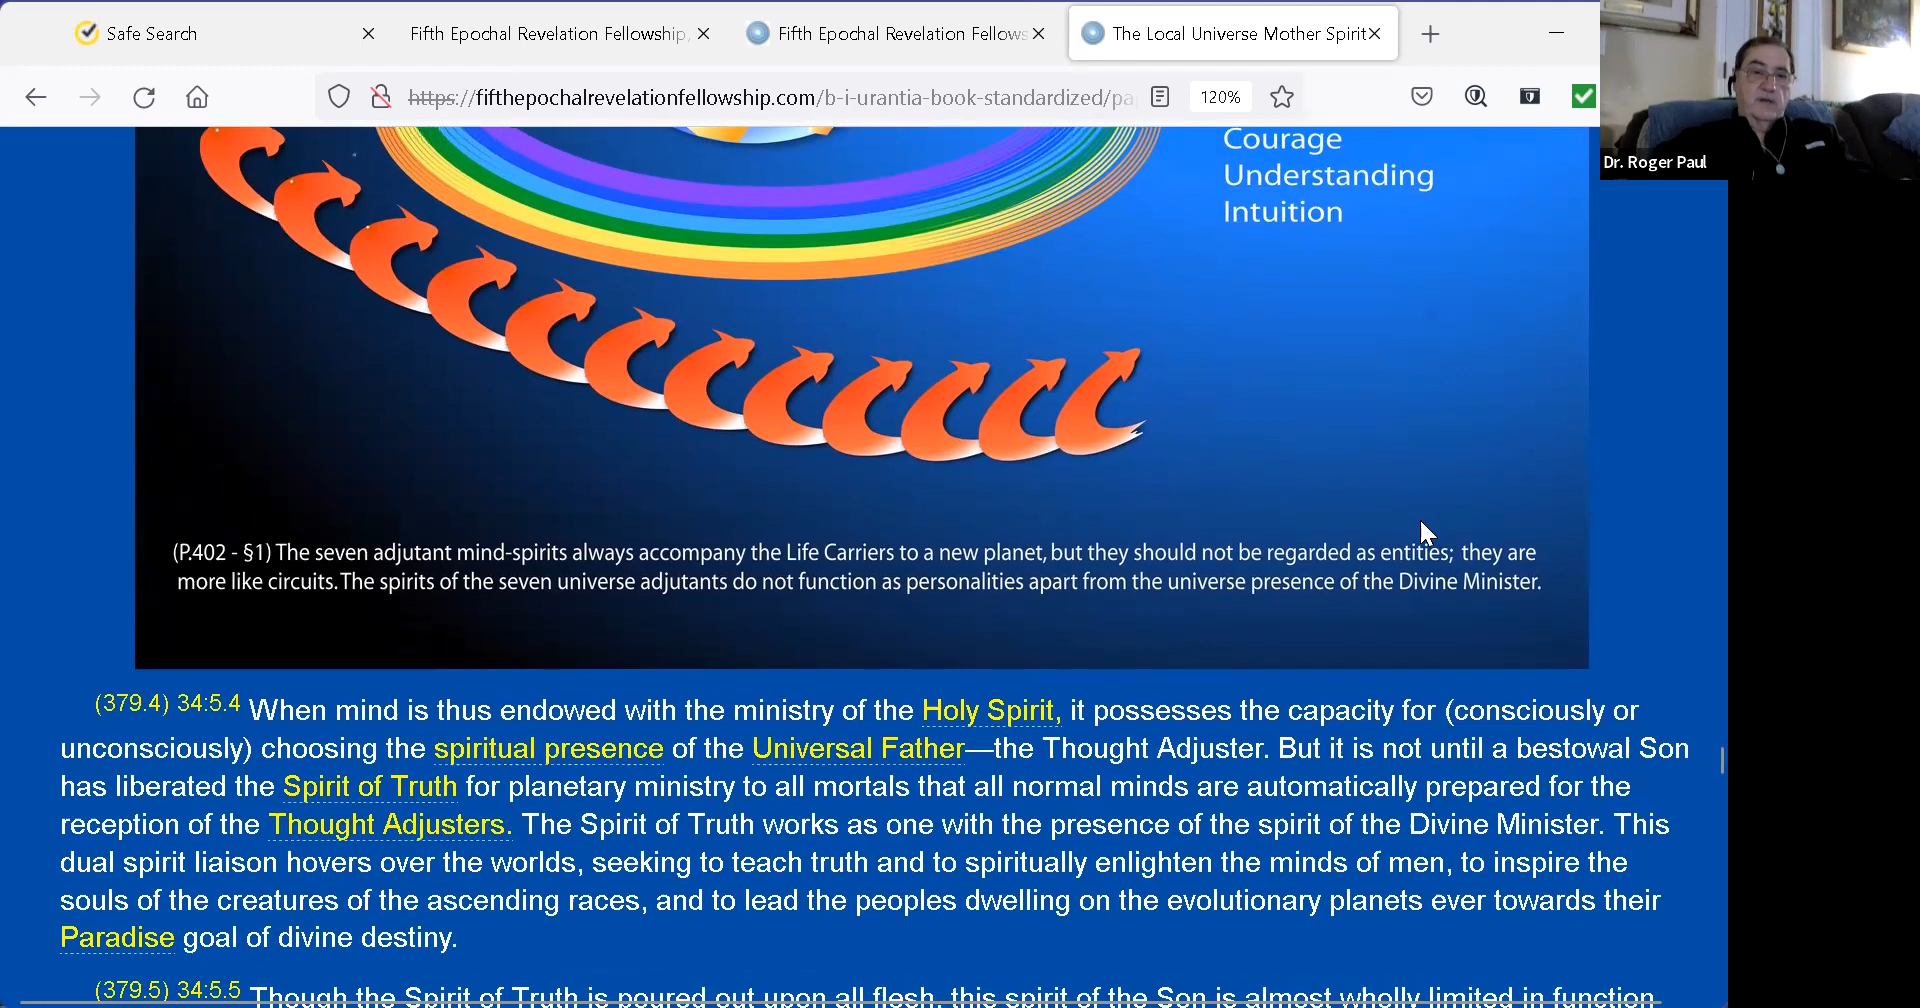 Safe Search
Fifth Epochal Revelation Fellowship,
Fifth Epochal Revelation Fellows
The Local Universe Mother Spirit
https://fifthepochalrevelationfellowship.com/b-i-urantia-book-standardized/pa
120%
Dr. Roger Paul
Courage
Understanding
Intuition
(P.402 - §1) The seven adjutant mind-spirits always accompany the Life Carriers to a new planet, but they should not be regarded as entities; they are
more like circuits. The spirits of the seven universe adjutants do not function as personalities apart from the universe presence of the Divine Minister.
(379.4) 34:5.4 When mind is thus endowed with the ministry of the Holy Spirit, it possesses the capacity for (consciously or
unconsciously) choosing the spiritual presence of the Universal Father—the Thought Adjuster. But it is not until a bestowal Son
has liberated the Spirit of Truth for planetary ministry to all mortals that all normal minds are automatically prepared for the
reception of the Thought Adjusters. The Spirit of Truth works as one with the presence of the spirit of the Divine Minister. This
dual spirit liaison hovers over the worlds, seeking to teach truth and to spiritually enlighten the minds of men, to inspire the
souls of the creatures of the ascending races, and to lead the peoples dwelling on the evolutionary planets ever towards their
Paradise goal of divine destiny.
(379.5) 34:5.5 Though the Spirit of Truth is poured out upon all flesh, this spirit of the Son is almost wholly limited in function